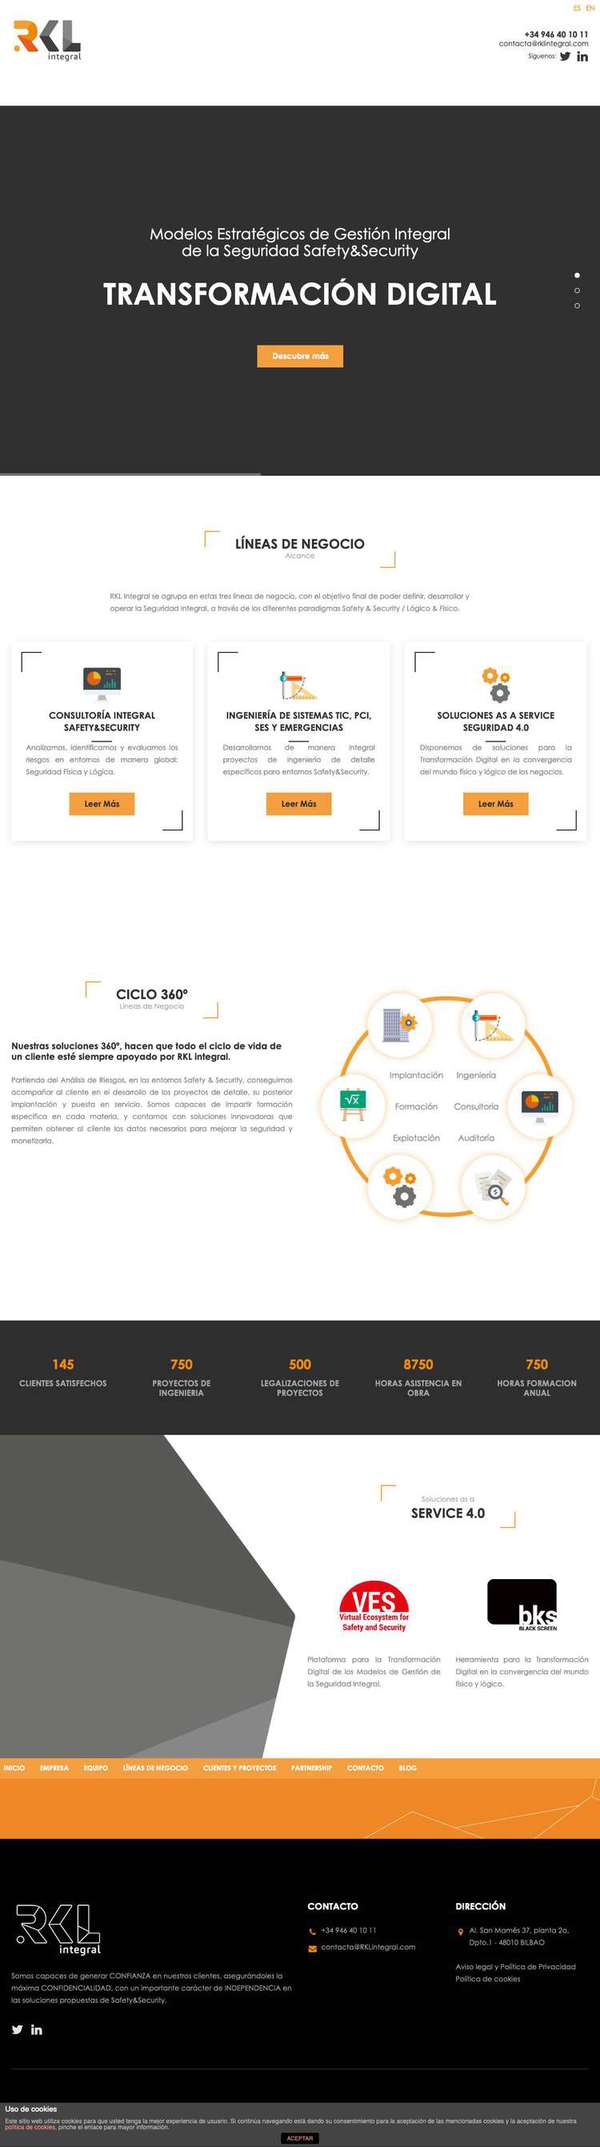 ES EN
RKL
integral
+34 946 40 10 11
contacta@rklintegral.com
Síguenos:
Modelos Estratégicos de Gestión Integral
de la Seguridad Safety&Security
TRANSFORMACIÓN DIGITAL
Descubre más
LÍNEAS DE NEGOCIO
Alcance
RKL Integral se agrupa en estas tres líneas de negocio, con el objetivo final de poder definir, desarrollar y
operar la Seguridad Integral, a través de los diferentes paradigmas Safety & Security / Lógico & Físico.
CONSULTORÍA INTEGRAL
SAFETY&SECURITY
Analizamos, identificamos y evaluamos los
riesgos en entornos de manera global:
Seguridad Física y Lógica.
Leer Más
INGENIERÍA DE SISTEMAS TIC, PCI,
SES Y EMERGENCIAS
Desarrollamos de manera integral
proyectos de ingeniería de detalle
específicos para entornos Safety&Security.
Leer Más
SOLUCIONES AS A SERVICE
SEGURIDAD 4.0
Disponemos de soluciones para la
Transformación Digital en la convergencia
del mundo físico y lógico de los negocios.
Leer Más
CICLO 360º
Líneas de Negocio
Nuestras soluciones 360º, hacen que todo el ciclo de vida de
un cliente esté siempre apoyado por RKL integral.
Partiendo del Análisis de Riesgos, en los entornos Safety & Security, conseguimos
acompañar al cliente en el desarrollo de los proyectos de detalle, su posterior
implantación y puesta en servicio. Somos capaces de impartir formación
específica en cada materia, y contamos con soluciones innovadoras que
permiten obtener al cliente los datos necesarios para mejorar la seguridad y
monetizarla.
Implantación Ingeniería
Formación Consultoría
Explotación Auditoría
145
CLIENTES SATISFECHOS
750
PROYECTOS DE
INGENIERIA
500
LEGALIZACIONES DE
PROYECTOS
8750
HORAS ASISTENCIA EN
OBRA
750
HORAS FORMACION
ANUAL
Soluciones as a
SERVICE 4.0
VES
Virtual Ecosystem for
Safety and Security
Plataforma para la Transformación
Digital de los Modelos de Gestión de
la Seguridad Integral.
bks
BLACK SCREEN
Herramienta para la Transformación
Digital en la convergencia del mundo
físico y lógico.
INICIO EMPRESA EQUIPO LÍNEAS DE NEGOCIO CLIENTES Y PROYECTOS PARTNERSHIP CONTACTO BLOG
RKL
integral
Somos capaces de generar CONFIANZA en nuestros clientes, asegurándoles la
máxima CONFIDENCIALIDAD, con un importante carácter de INDEPENDENCIA en
las soluciones propuestas de Safety&Security.
CONTACTO
+34 946 40 10 11
contacta@RKLintegral.com
DIRECCIÓN
Al. San Mamés 37, planta 2o,
Dpto.1 - 48010 BILBAO
Aviso legal y Política de Privacidad
Política de cookies
Uso de cookies
Este sitio web utiliza cookies para que usted tenga la mejor experiencia de usuario. Si continúa navegando está dando su consentimiento para la aceptación de las mencionadas cookies y la aceptación de nuestra
política de cookies, pinche el enlace para mayor información.
ACEPTAR